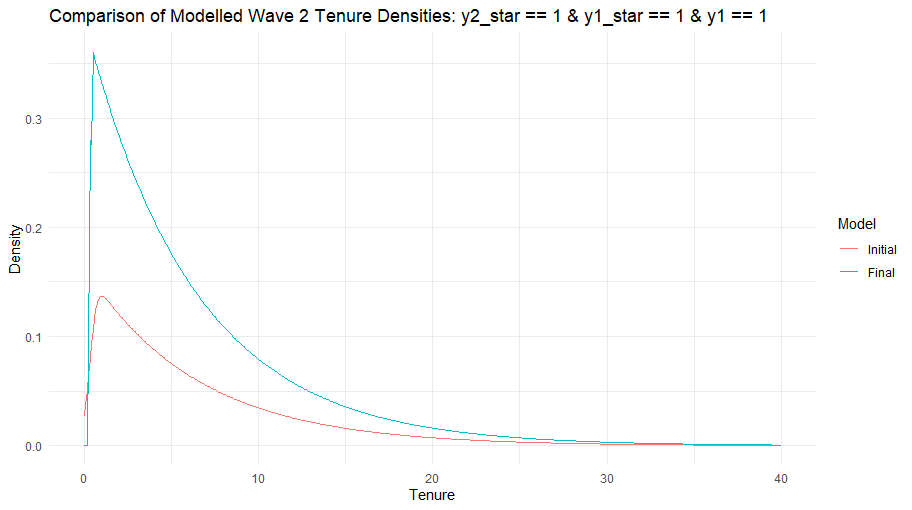 Comparison of Modelled Wave 2 Tenure Densities: y2_star == 1 & y1_star == 1 & y1 == 1
Density
0.3
0.2
0.1
0.0
0
10
20
30
40
Tenure
Model
Initial
Final